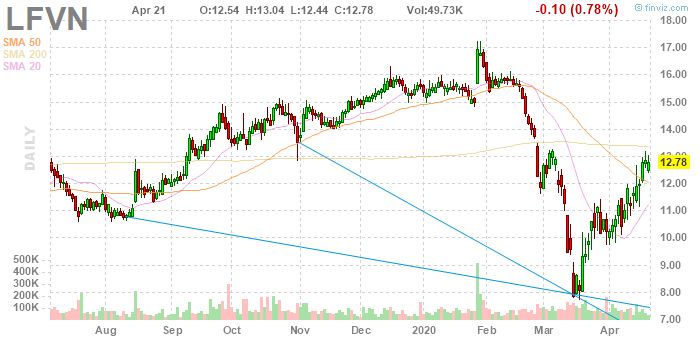 © finviz.com
LFVN Apr 21 O:12.54 H:13.04 L:12.44 C:12.78 Vol:49.73K -0.10 (0.78%)
SMA 50
SMA 200
SMA 20
DAILY
18.00
17.00
16.00
15.00
14.00
13.00
12.78
12.00
11.00
10.00
9.00
8.00
7.00
500K
400K
300K
200K
100K
Aug Sep Oct Nov Dec 2020 Feb Mar Apr